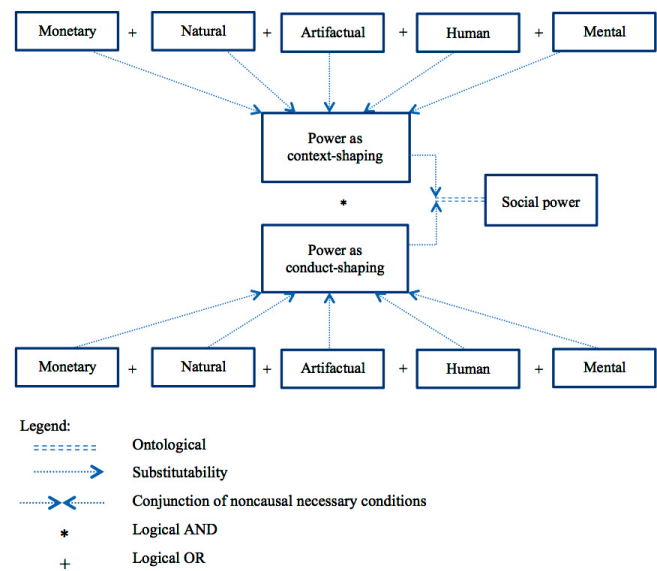 Monetary + Natural + Artifactual + Human + Mental
Power as
context-shaping
*
Social power
Power as
conduct-shaping
Monetary + Natural + Artifactual + Human + Mental
Legend:
Ontological
Substitutability
Conjunction of noncausal necessary conditions
* Logical AND
+ Logical OR